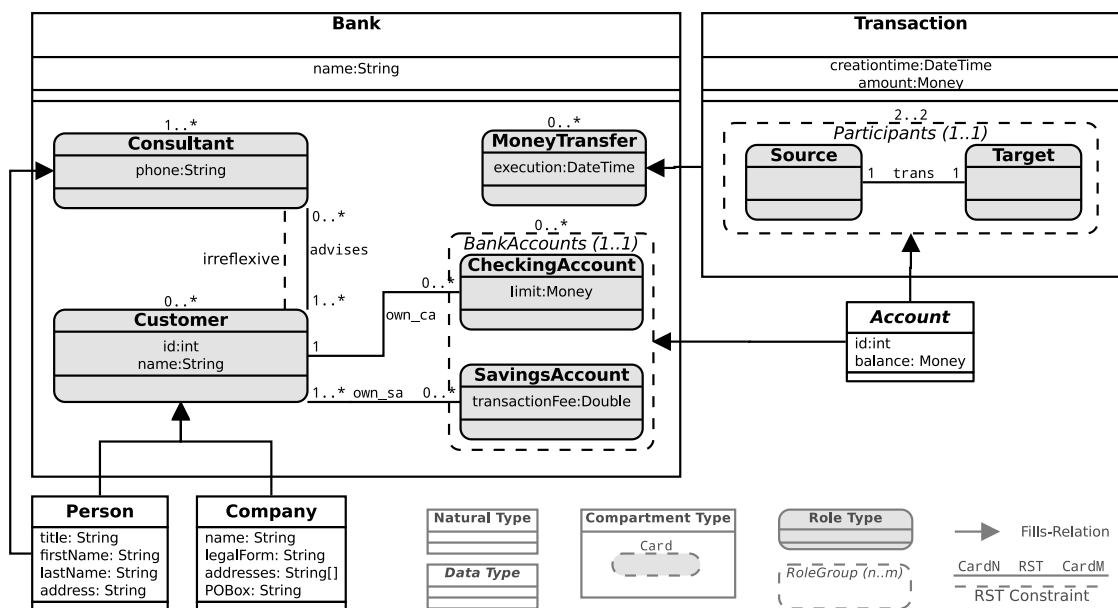 Bank
name:String
1..*
Consultant
phone:String
0..*
MoneyTransfer
execution:DateTime
0..*
advises
irreflexive
1..*
0..*
Customer
id:int
name:String
0..*
BankAccounts (1..1)
CheckingAccount
limit:Money
1
own_ca
0..*
SavingsAccount
transactionFee:Double
1..*
own_sa
0..*
Transaction
creationtime:DateTime
amount:Money
2..2
Participants (1..1)
Source
1
trans
1
Target
Account
id:int
balance: Money
Person
title: String
firstName: String
lastName: String
address: String
Company
name: String
legalForm: String
addresses: String[]
POBox: String
Natural Type
Data Type
Compartment Type
Card
Role Type
RoleGroup (n..m)
Fills-Relation
CardN RST CardM
RST Constraint